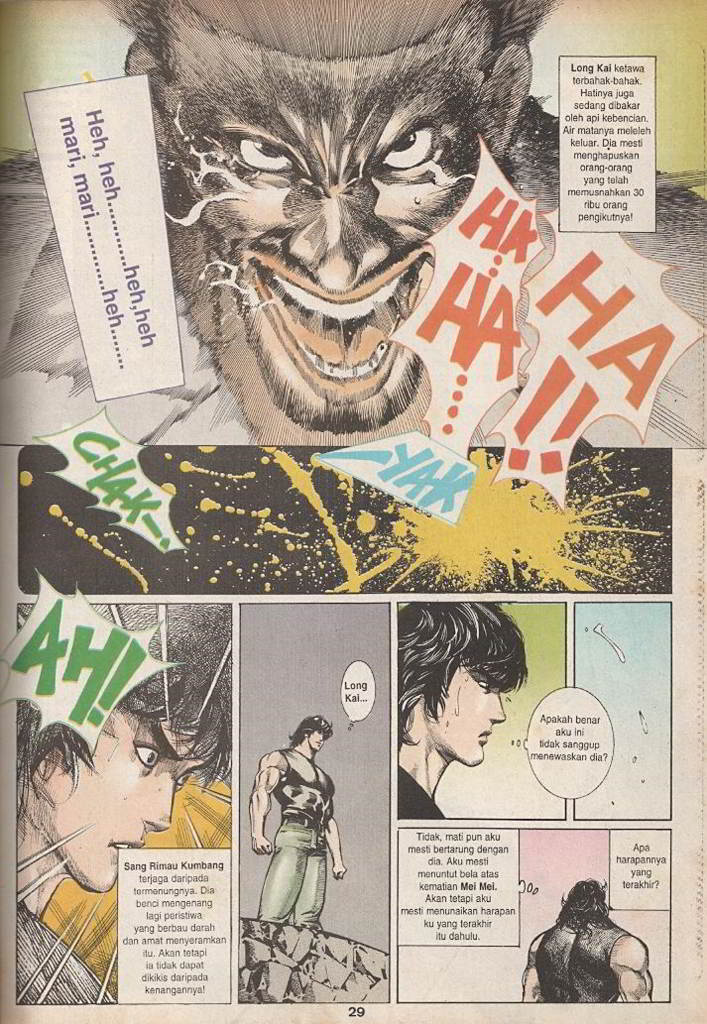 Heh, heh.............heh,heh
mari, mari.............heh.......
Long Kai ketawa
terbahak-bahak.
Hatinya juga
sedang dibakar
oleh api kebencian.
Air matanya meleleh
keluar. Dia mesti
menghapuskan
orang-orang
yang telah
memusnahkan 30
ribu orang
pengikutnya!
HA
...
HA
...
HA
!!
CHAK—.
YAK
AH!
Sang Rimau Kumbang
terjaga daripada
termenungnya. Dia
benci mengenang
lagi peristiwa
yang berbau darah
dan amat menyeramkan
itu. Akan tetapi
ia tidak dapat
dikikis daripada
kenangannya!
Long
Kai...
Apakah benar
aku ini
tidak sanggup
menewaskan dia?
Tidak, mati pun aku
mesti bertarung dengan
dia. Aku mesti
menuntut bela atas
kematian Mei Mei.
Akan tetapi aku
mesti menunaikan harapan
ku yang terakhir
itu dahulu.
Apa
harapannya
yang
terakhir?
29